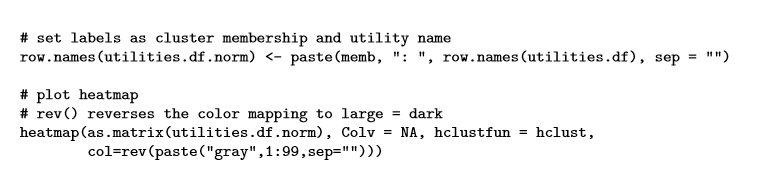 # set labels as cluster membership and utility name
row.names(utilities.df.norm) <- paste(memb, ": ", row.names(utilities.df), sep = "")

# plot heatmap
# rev() reverses the color mapping to large = dark
heatmap(as.matrix(utilities.df.norm), Colv = NA, hclustfun = hclust,
        col=rev(paste("gray",1:99,sep="")))